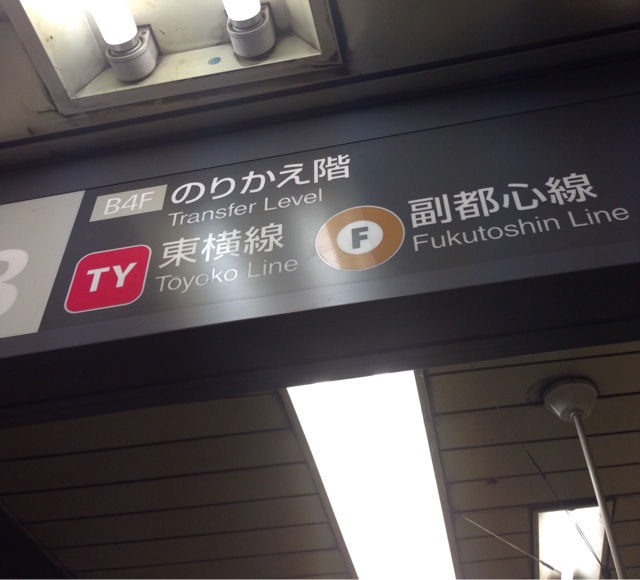 B4F のりかえ階
Transfer Level
TY 東横線
Toyoko Line
F 副都心線
Fukutoshin Line
3